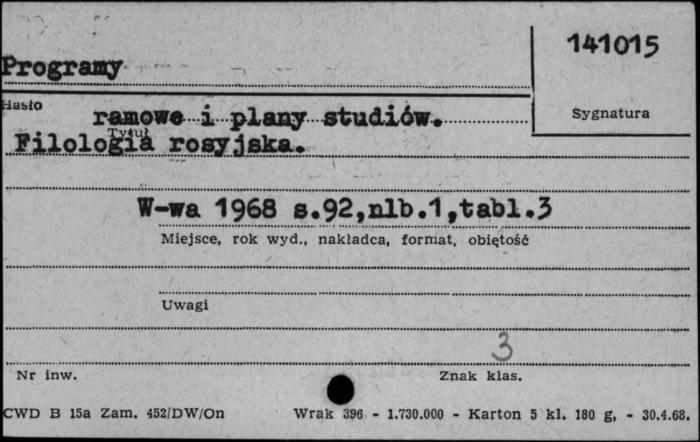 141015
Programy
Hasło
Sygnatura
ramowe i plany studiów.
Tytuł
Filologia rosyjska.
W-wa 1968 s.92,nlb.1,tabl.3
Miejsce, rok wyd., nakładca, format, objętość
Uwagi
3
Nr inw.
Znak klas.
CWD B 15a Zam. 452/DW/On
Wrak 396 - 1.730.000 - Karton 5 kl. 180 g, - 30.4.68.